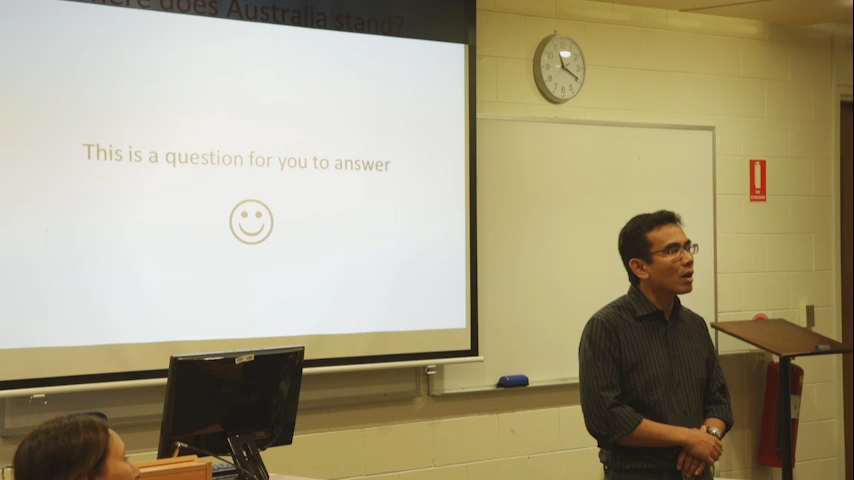 here does Australia stand?
This is a question for you to answer